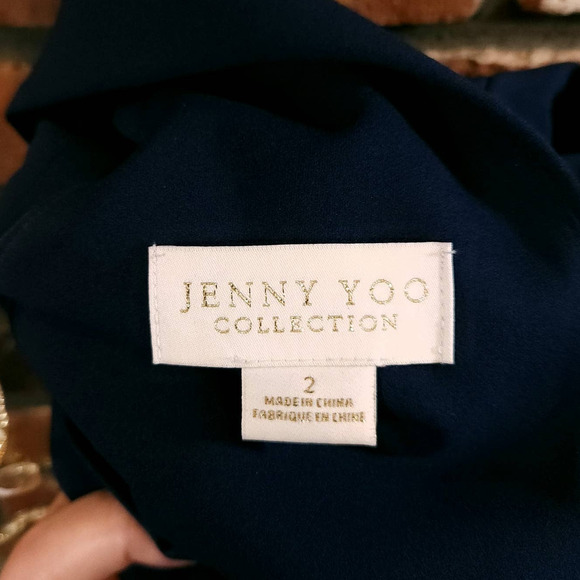 JENNY YOO
COLLECTION
2
MADE IN CHINA
FABRIQUE EN CHINE